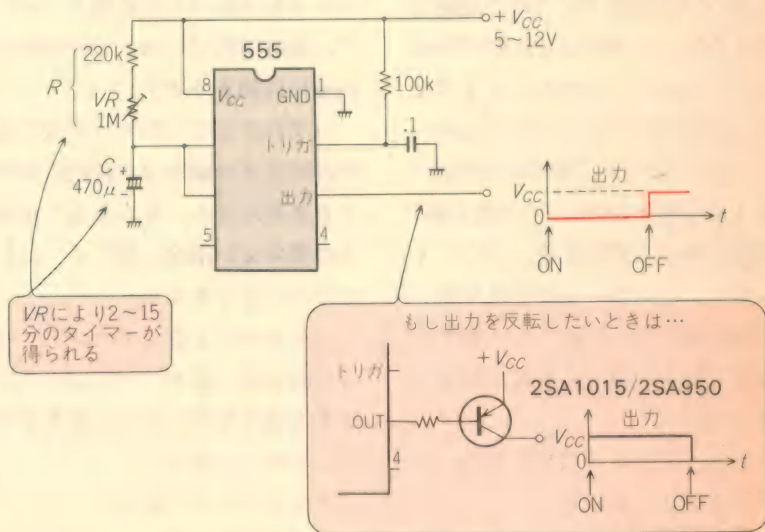 +VCC
5~12V
220k
555
R
VR
1M
8
VCC
GND
1
100k
トリガ
.1
C
+
470μ
出力
5
4
出力
VCC
0
t
ON
OFF
VRにより2~15
分のタイマーが
得られる
もし出力を反転したいときは…
トリガ
+VCC
2SA1015/2SA950
OUT
出力
VCC
0
t
4
ON
OFF